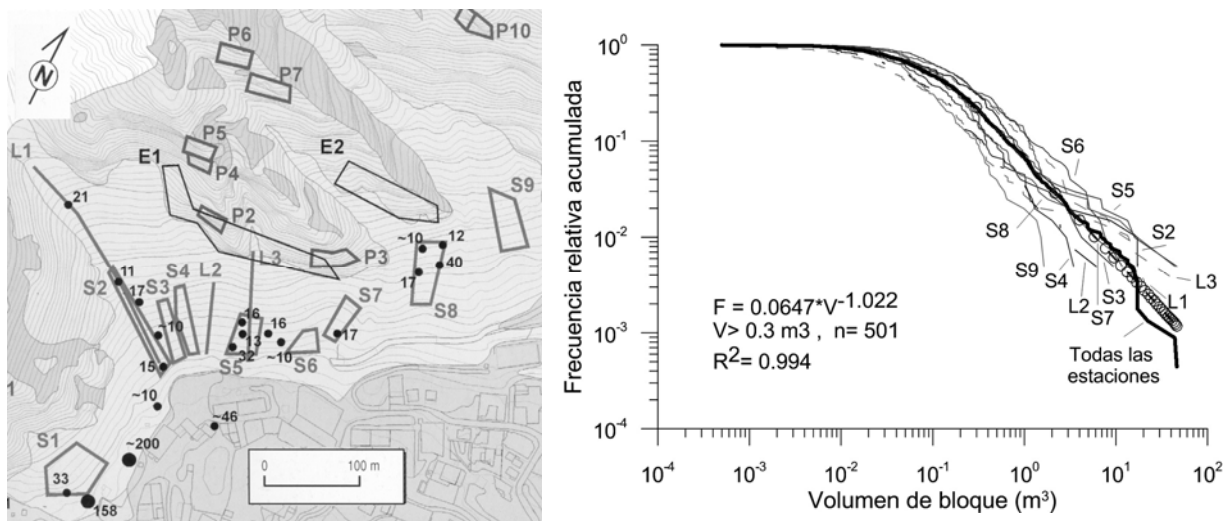 P6
P10
N
P7
P5
L1
E1
P4
E2
21
S9
P2
~10
12
P3
L3
40
11
17
S4
L2
S2
17
S3
S7
S8
16
~10
16
13
17
15
32
~10
S6
S5
~10
~46
S1
~200
0
100 m
33
158
Frecuencia relativa acumulada
10^0
10^-1
10^-2
10^-3
10^-4
S6
S5
S8
S2
S9
S4
L2
S7
S3
L1
L3
F = 0.0647*V^-1.022
V> 0.3 m3 , n= 501
R^2= 0.994
Todas las
estaciones
10^-4
10^-3
10^-2
10^-1
10^0
10^1
10^2
Volumen de bloque (m^3)